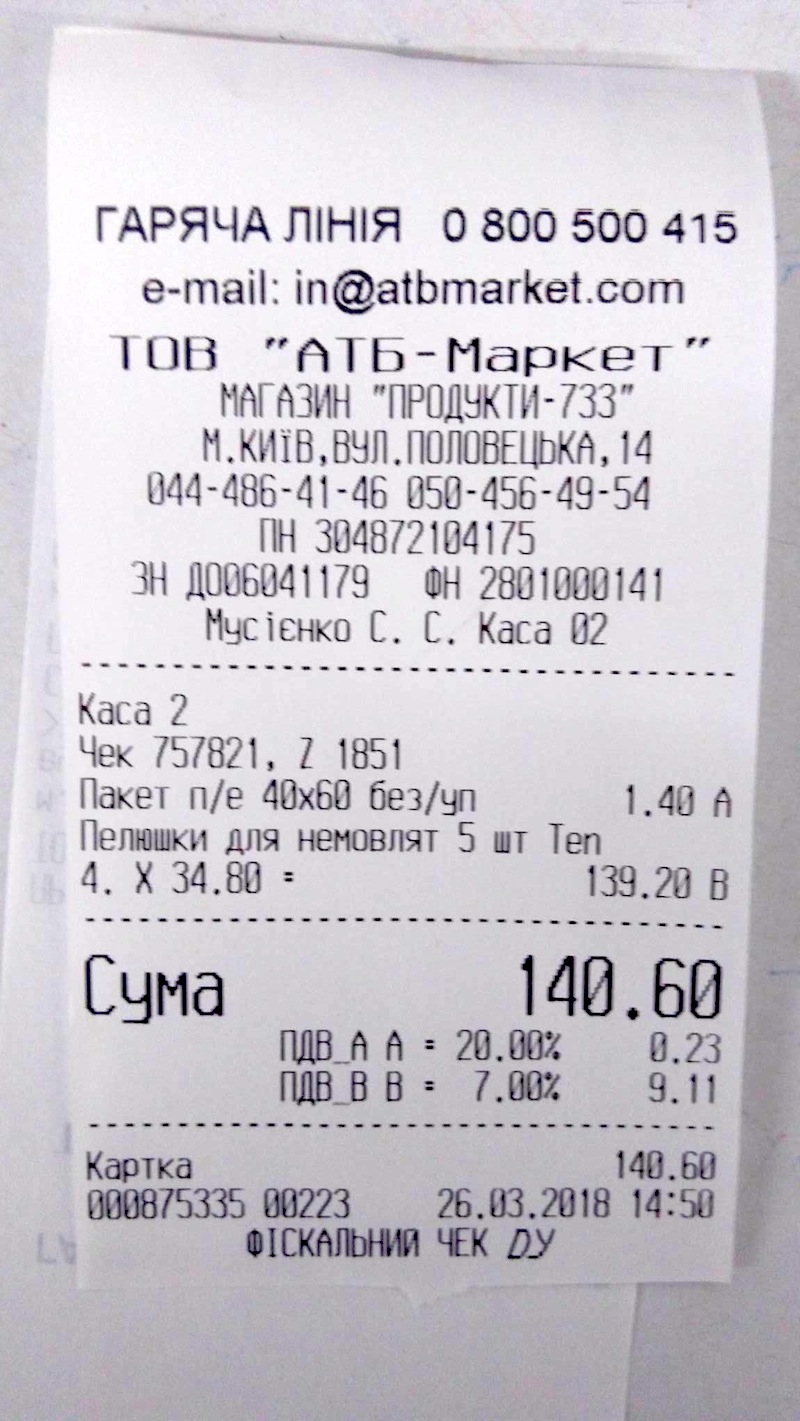 ГАРЯЧА ЛІНІЯ 0 800 500 415
e-mail: in@atbmarket.com
ТОВ "АТБ-Маркет"
МАГАЗИН "ПРОДУКТИ-733"
М.КИЇВ,ВУЛ.ПОЛОВЕЦЬКА,14
044-486-41-46 050-456-49-54
ПН 304872104175
ЗН ДО06041179 ФН 2801000141
Мусієнко С. С. Каса 02
Каса 2
Чек 757821, Z 1851
Пакет п/е 40х60 без/уп 1.40 А
Пелюшки для немовлят 5 шт Теп
4. X 34.80 = 139.20 В
Сума 140.60
ПДВ_А А = 20.00% 0.23
ПДВ_В В = 7.00% 9.11
Картка 140.60
000875335 00223 26.03.2018 14:50
ФІСКАЛЬНИЙ ЧЕК ДУ